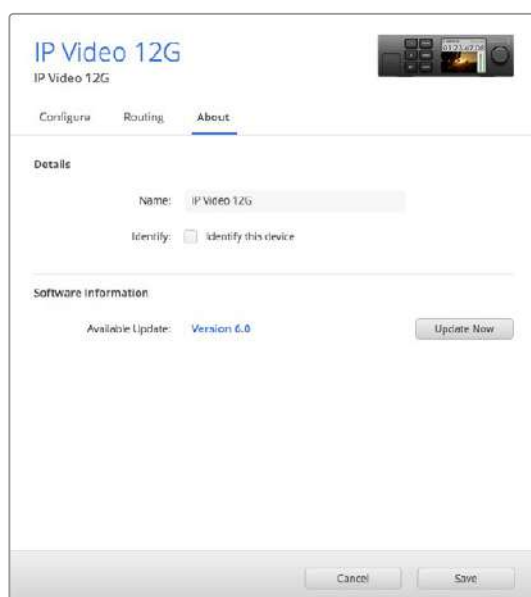 IP Video 12G
IP Video 12G
Configure Routing About
Details
Name: IP Video 12G
Identify: Identify this device
Software Information
Available Update: Version 6.0 Update Now
Cancel Save